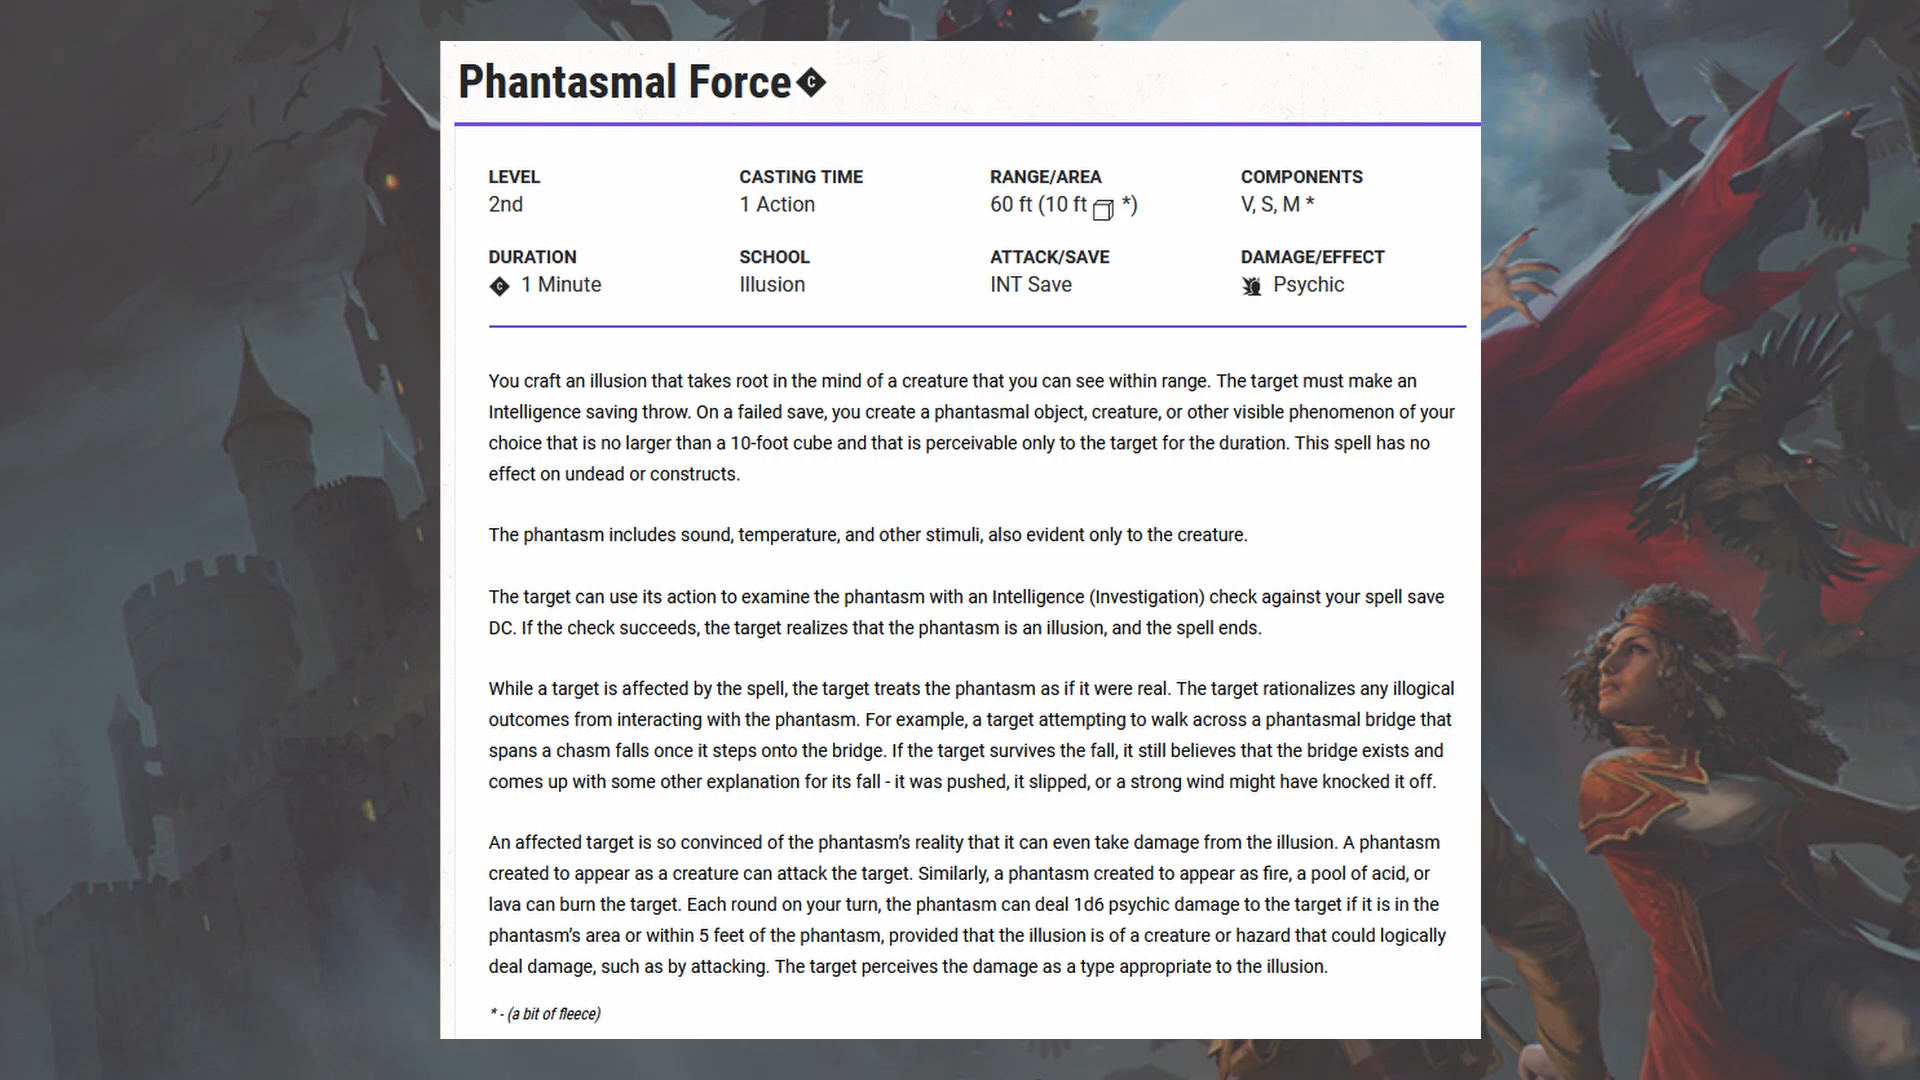 Phantasmal Force C
LEVEL CASTING TIME RANGE/AREA COMPONENTS
2nd 1 Action 60 ft (10 ft *) V, S, M *
DURATION SCHOOL ATTACK/SAVE DAMAGE/EFFECT
C 1 Minute Illusion INT Save Psychic
You craft an illusion that takes root in the mind of a creature that you can see within range. The target must make an
Intelligence saving throw. On a failed save, you create a phantasmal object, creature, or other visible phenomenon of your
choice that is no larger than a 10-foot cube and that is perceivable only to the target for the duration. This spell has no
effect on undead or constructs.
The phantasm includes sound, temperature, and other stimuli, also evident only to the creature.
The target can use its action to examine the phantasm with an Intelligence (Investigation) check against your spell save
DC. If the check succeeds, the target realizes that the phantasm is an illusion, and the spell ends.
While a target is affected by the spell, the target treats the phantasm as if it were real. The target rationalizes any illogical
outcomes from interacting with the phantasm. For example, a target attempting to walk across a phantasmal bridge that
spans a chasm falls once it steps onto the bridge. If the target survives the fall, it still believes that the bridge exists and
comes up with some other explanation for its fall - it was pushed, it slipped, or a strong wind might have knocked it off.
An affected target is so convinced of the phantasm’s reality that it can even take damage from the illusion. A phantasm
created to appear as a creature can attack the target. Similarly, a phantasm created to appear as fire, a pool of acid, or
lava can burn the target. Each round on your turn, the phantasm can deal 1d6 psychic damage to the target if it is in the
phantasm’s area or within 5 feet of the phantasm, provided that the illusion is of a creature or hazard that could logically
deal damage, such as by attacking. The target perceives the damage as a type appropriate to the illusion.
* - (a bit of fleece)